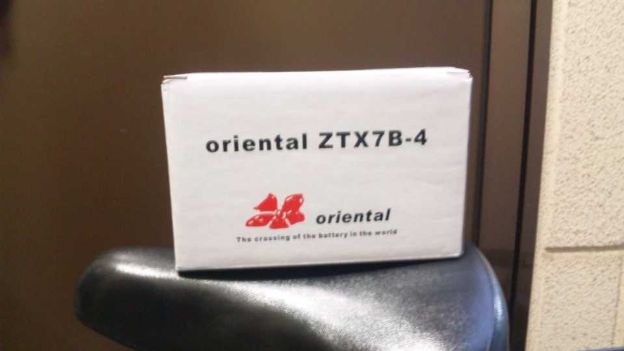 oriental ZTX7B-4
oriental
The crossing of the battery in the world